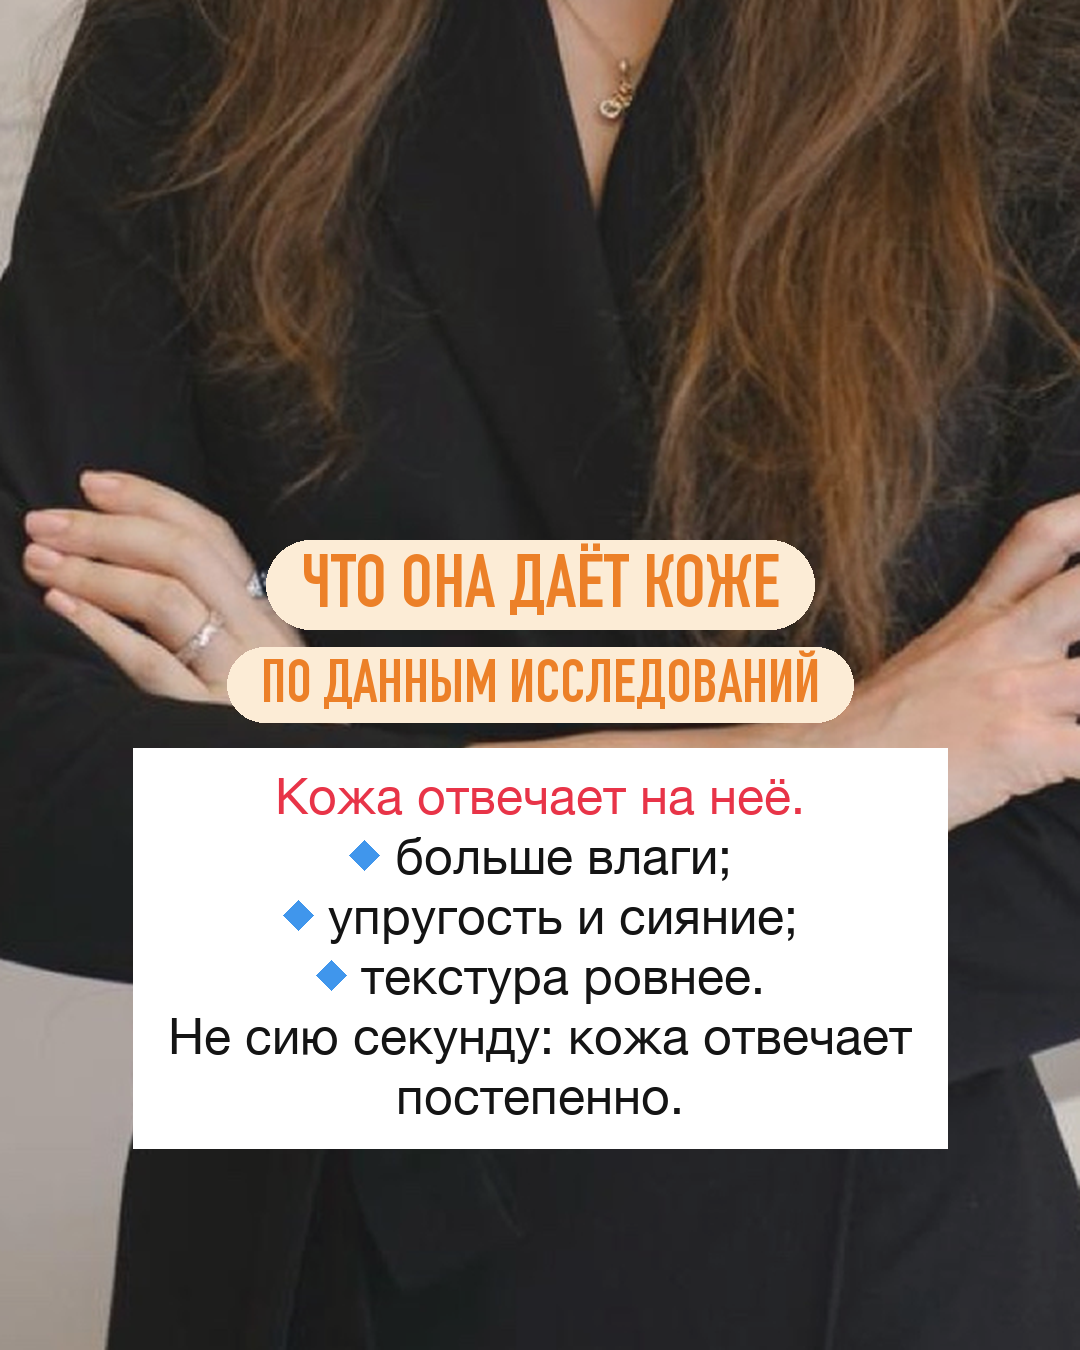 ЧТО ОНА ДАЁТ КОЖЕ
ПО ДАННЫМ ИССЛЕДОВАНИЙ
Кожа отвечает на неё.
🔷 больше влаги;
🔷 упругость и сияние;
🔷 текстура ровнее.
Не сию секунду: кожа отвечает
постепенно.